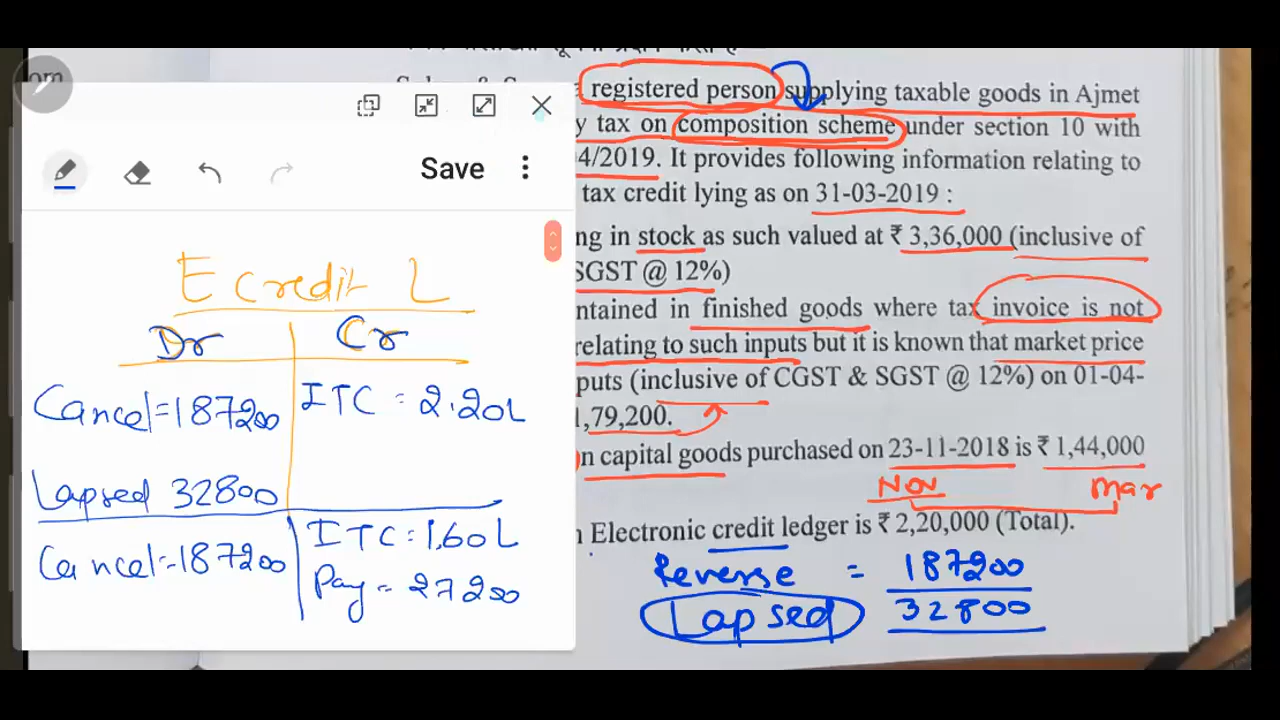 om
Save
E Credit L
Dr Cr
Cancel=187200 ITC = 2.20L
Lapsed 32800
Cancel=187200 ITC=1,60L
Pay = 27200
registered person supplying taxable goods in Ajmet
y tax on composition scheme under section 10 with
4/2019. It provides following information relating to
tax credit lying as on 31-03-2019 :
ng in stock as such valued at ₹ 3,36,000 (inclusive of
SGST @ 12%)
ntained in finished goods where tax invoice is not
relating to such inputs but it is known that market price
puts (inclusive of CGST & SGST @ 12%) on 01-04-
1,79,200.
n capital goods purchased on 23-11-2018 is ₹ 1,44,000
Nov Mar
n Electronic credit ledger is ₹ 2,20,000 (Total).
Reverse = 187200
Lapsed 32800